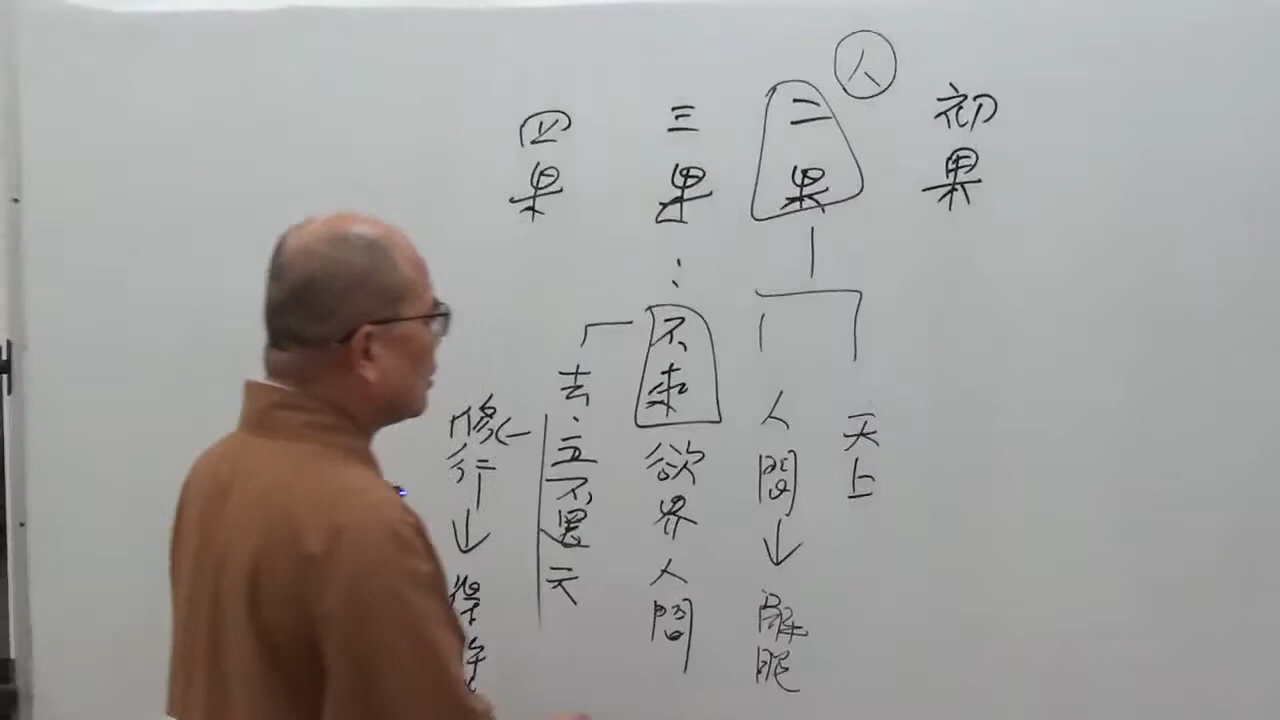 初果
人
二果
天上
人間→解脫
三果：
不來欲界人間
去、五不還天
修行→
四果